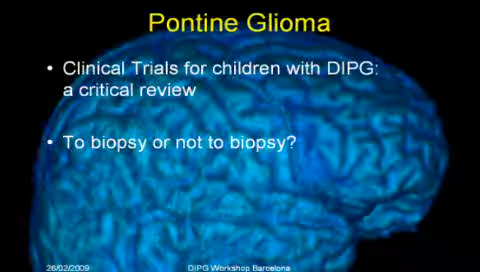 Pontine Glioma
• Clinical Trials for children with DIPG:
a critical review
• To biopsy or not to biopsy?
26/02/2009
DIPG Workshop Barcelona